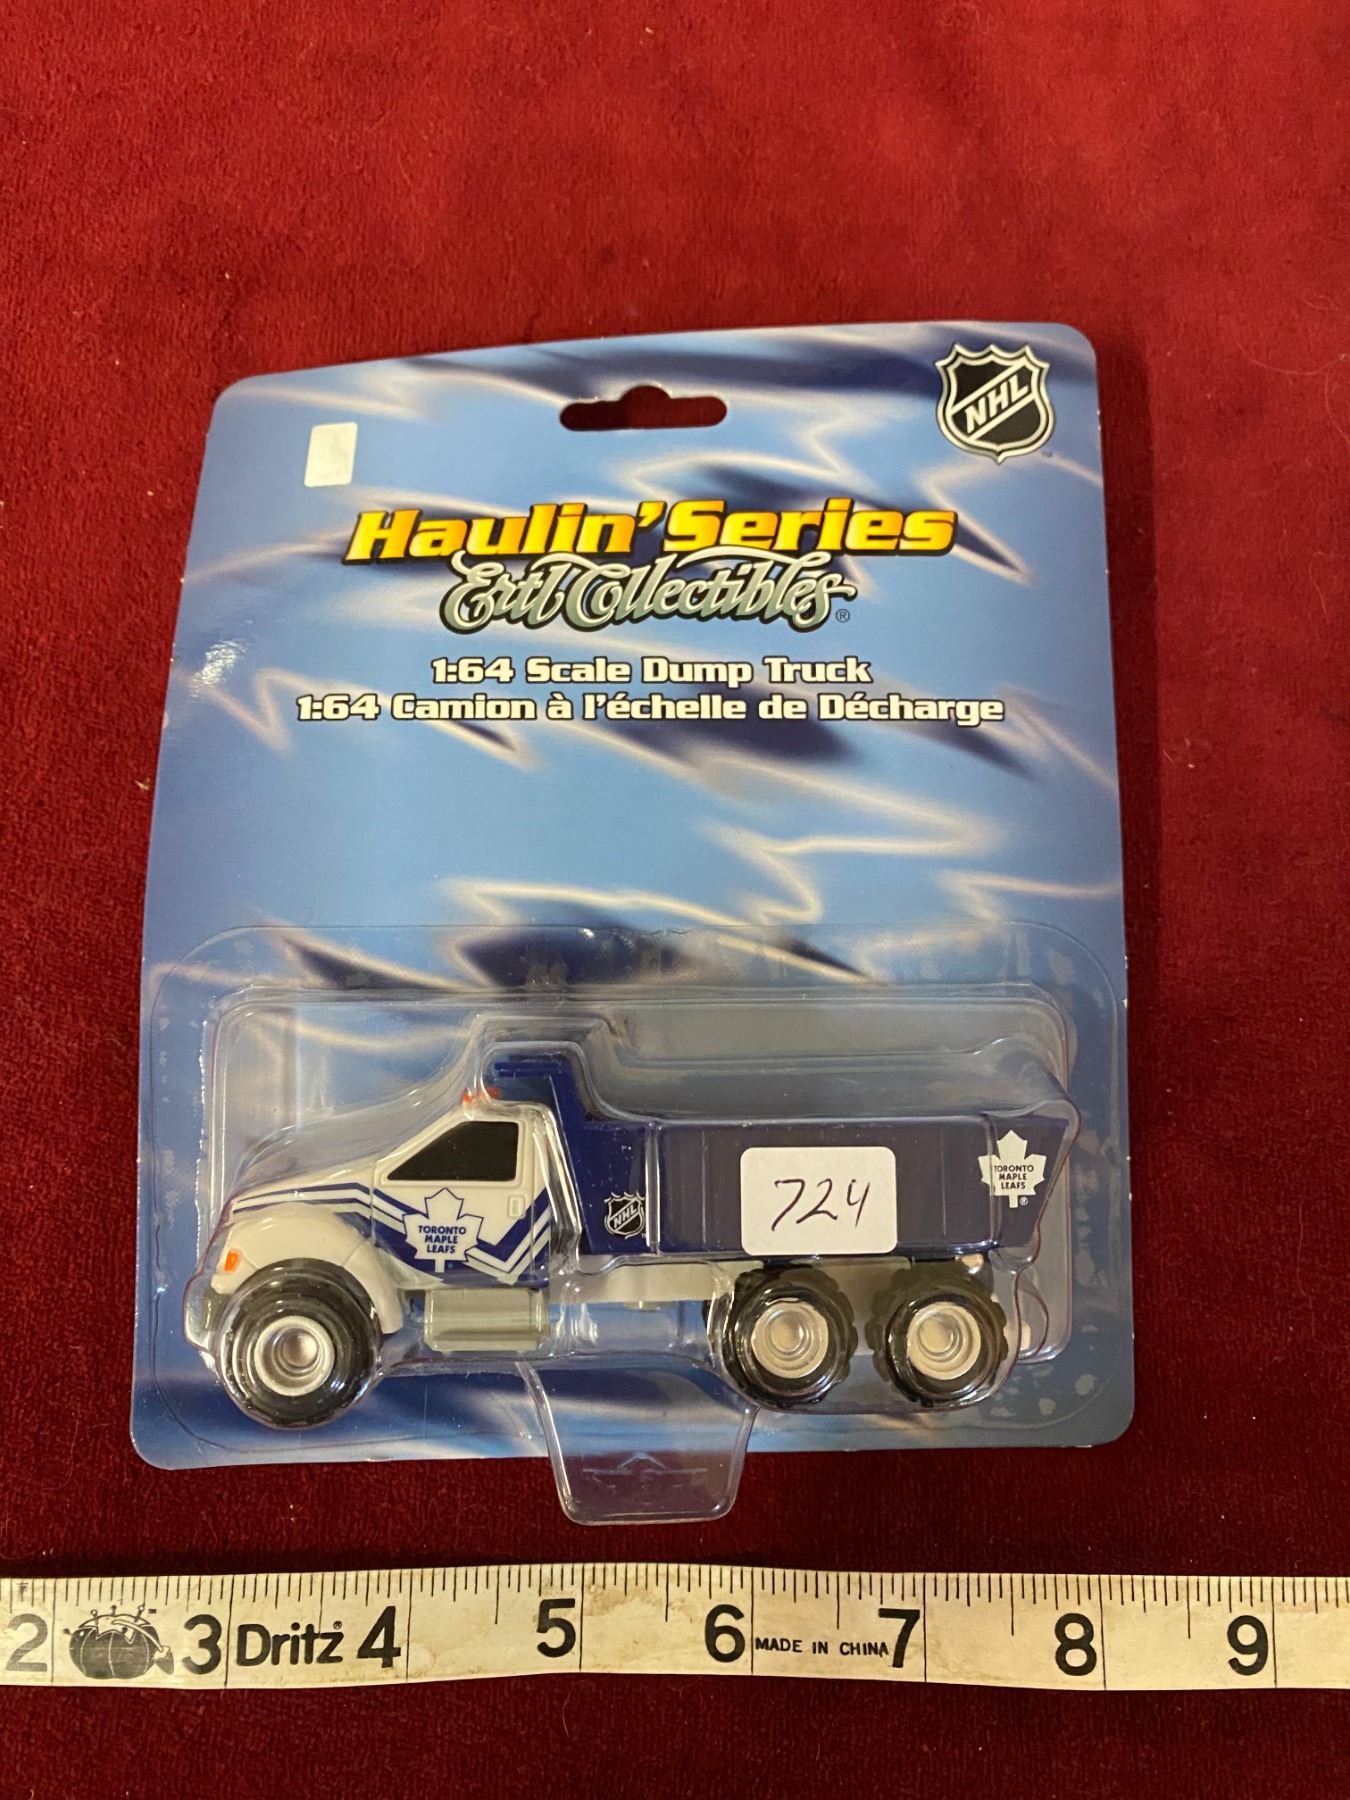 NHL
™
Haulin' Series
Ertl Collectibles®
1:64 Scale Dump Truck
1:64 Camion à l'échelle de Décharge
TORONTO
MAPLE
LEAFS
®
724
NHL
TORONTO
MAPLE
LEAFS
2 3 Dritz® 4 5 6 MADE IN CHINA 7 8 9